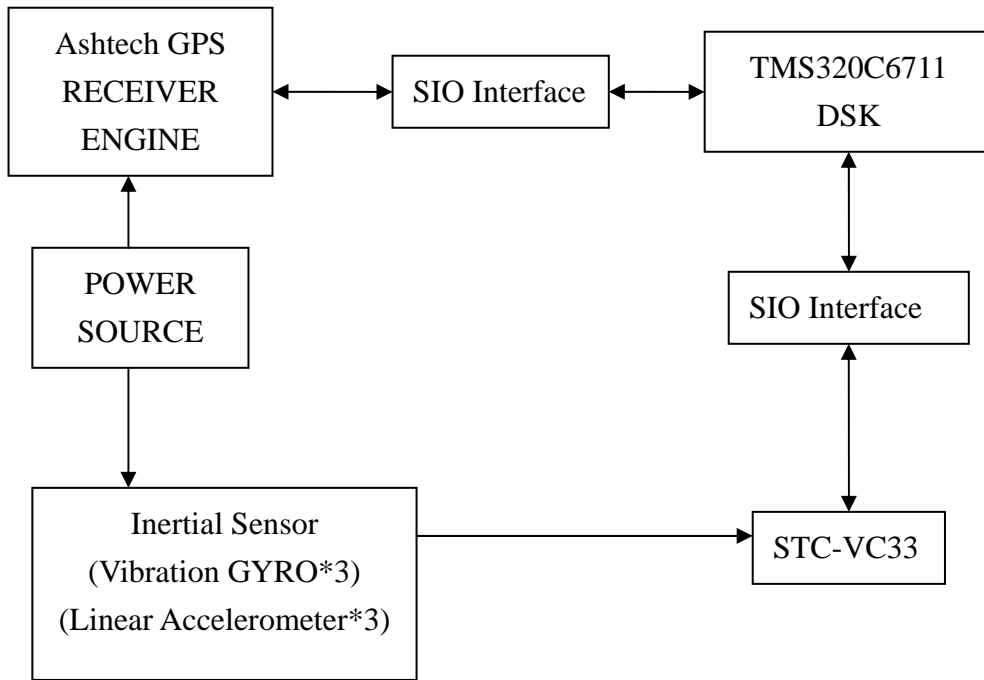 Ashtech GPS
RECEIVER
ENGINE
SIO Interface
TMS320C6711
DSK
POWER
SOURCE
SIO Interface
Inertial Sensor
(Vibration GYRO*3)
(Linear Accelerometer*3)
STC-VC33